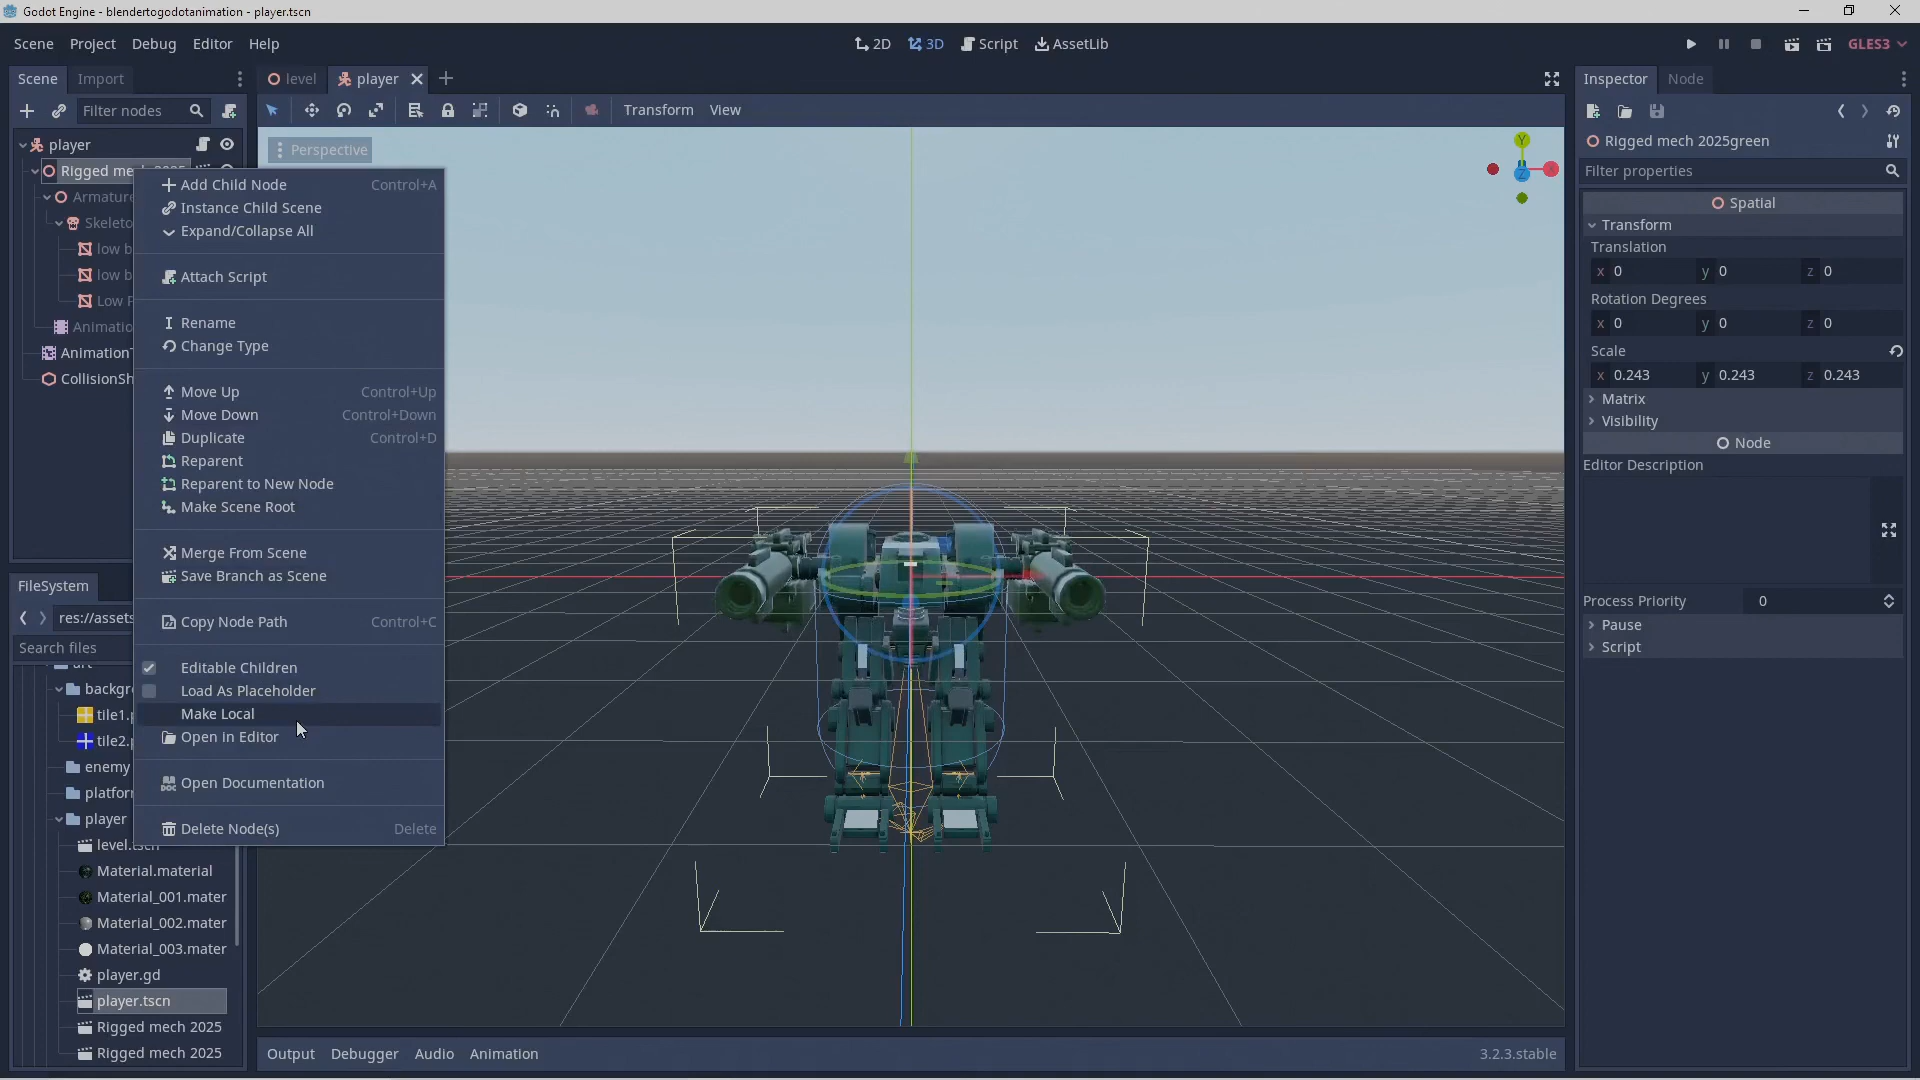 Godot Engine - blendertogodotanimation - player.tscn
Scene Project Debug Editor Help
2D 3D Script AssetLib
GLES3
Scene Import
level player
Inspector Node
Filter nodes
Transform View
player
Perspective
Rigged mech 2025green
Rigged me
Filter properties
Add Child Node Control+A
Armature
Instance Child Scene
Spatial
Skeleto
Expand/Collapse All
Transform
low b
Translation
low b
Attach Script
x 0 y 0 z 0
Low P
Rotation Degrees
Animatio
Rename
x 0 y 0 z 0
AnimationT
Change Type
Scale
CollisionSh
x 0.243 y 0.243 z 0.243
Move Up Control+Up
Matrix
Move Down Control+Down
Visibility
Duplicate Control+D
Node
Reparent
Editor Description
Reparent to New Node
Make Scene Root
Merge From Scene
Save Branch as Scene
FileSystem
Process Priority 0
res://assets
Copy Node Path Control+C
Pause
Search files
Script
Editable Children
backgr
Load As Placeholder
tile1.p
Make Local
tile2.p
Open in Editor
enemy
Open Documentation
platfor
player
Delete Node(s) Delete
level.tscn
Material.material
Material_001.mater
Material_002.mater
Material_003.mater
player.gd
player.tscn
Rigged mech 2025
Rigged mech 2025
Output Debugger Audio Animation
3.2.3.stable
X
Y
Z